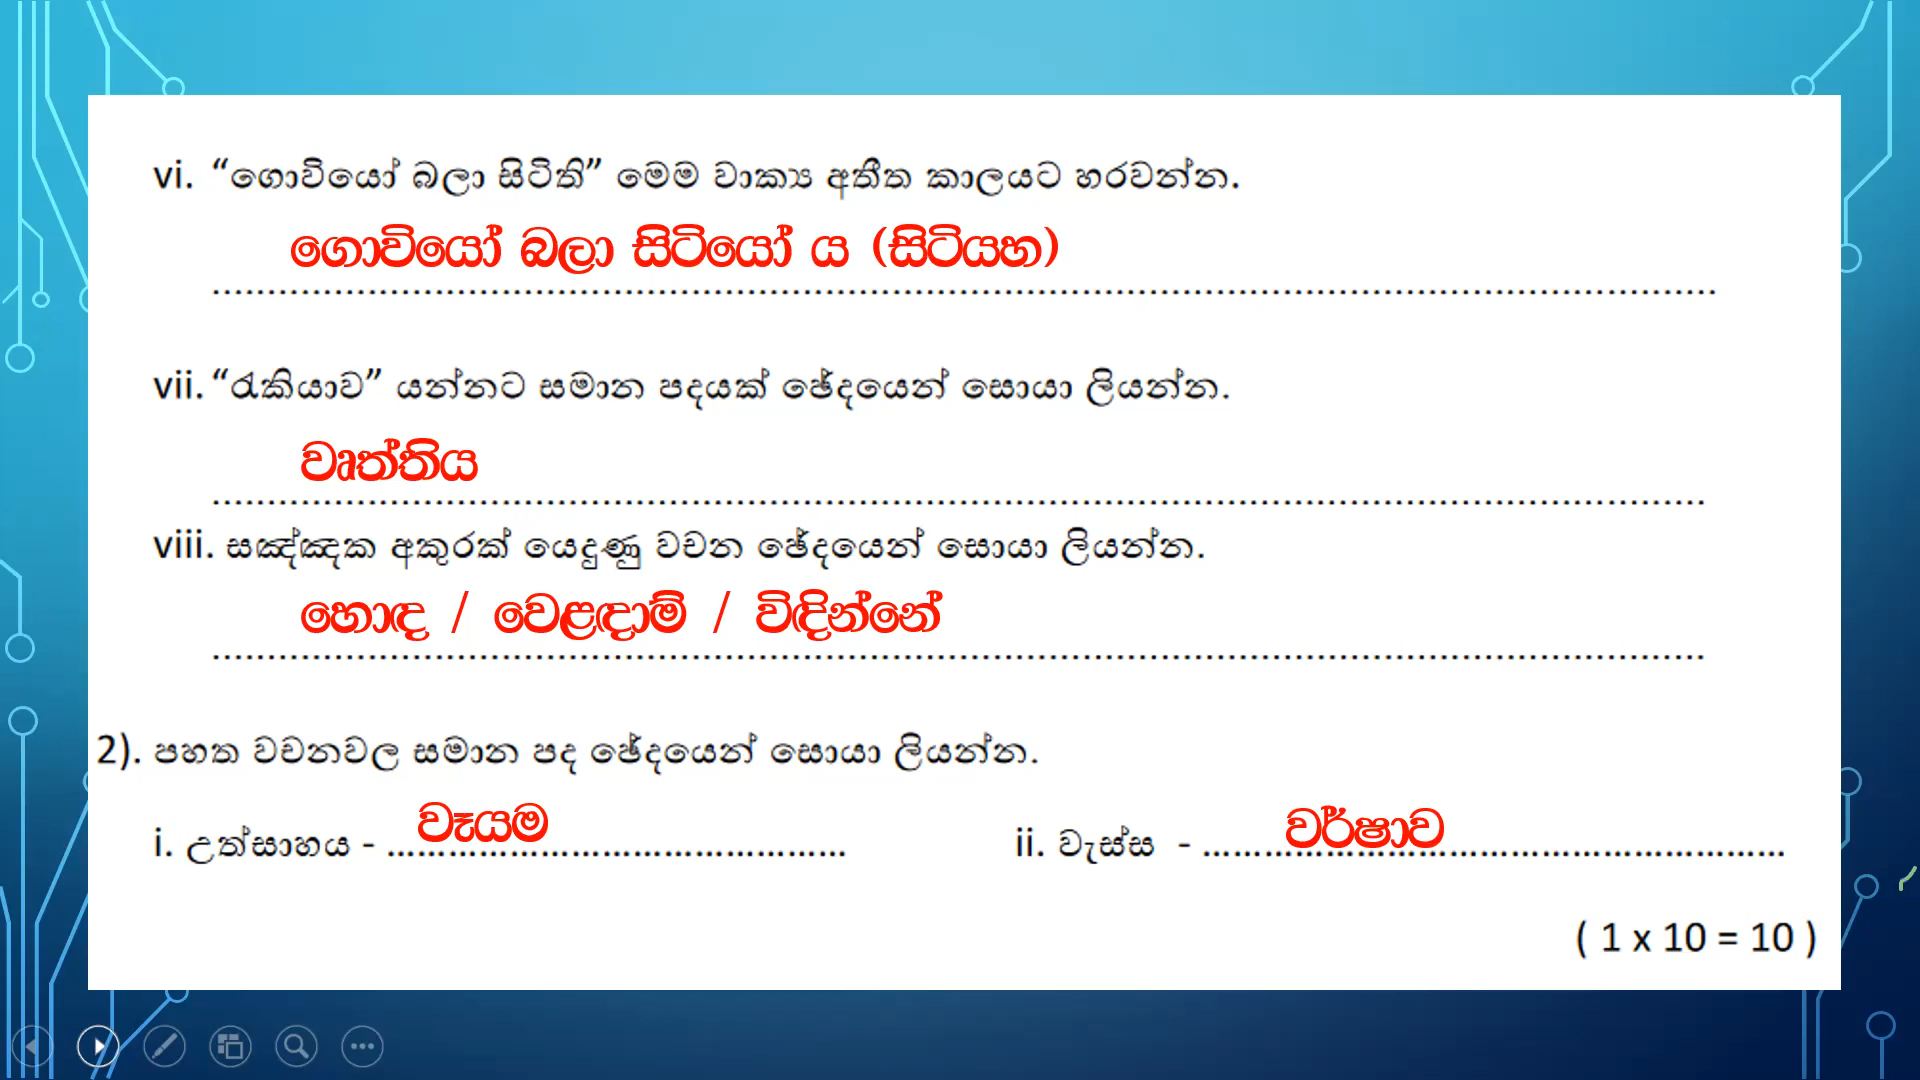 vi. “ගොවියෝ බලා සිටිති” මෙම වාක්‍ය අතීත කාලයට හරවන්න.
ගොවියෝ බලා සිටියෝ ය (සිටියහ)
vii. “රැකියාව” යන්නට සමාන පදයක් ඡේදයෙන් සොයා ලියන්න.
වෘත්තිය
viii. සඤ්ඤක අකුරක් යෙදුණු වචන ඡේදයෙන් සොයා ලියන්න.
හොඳ / වෙළඳාම් / විඳින්නේ
2). පහත වචනවල සමාන පද ඡේදයෙන් සොයා ලියන්න.
i. උත්සාහය - වෑයම
ii. වැස්ස - වර්ෂාව
( 1 x 10 = 10 )